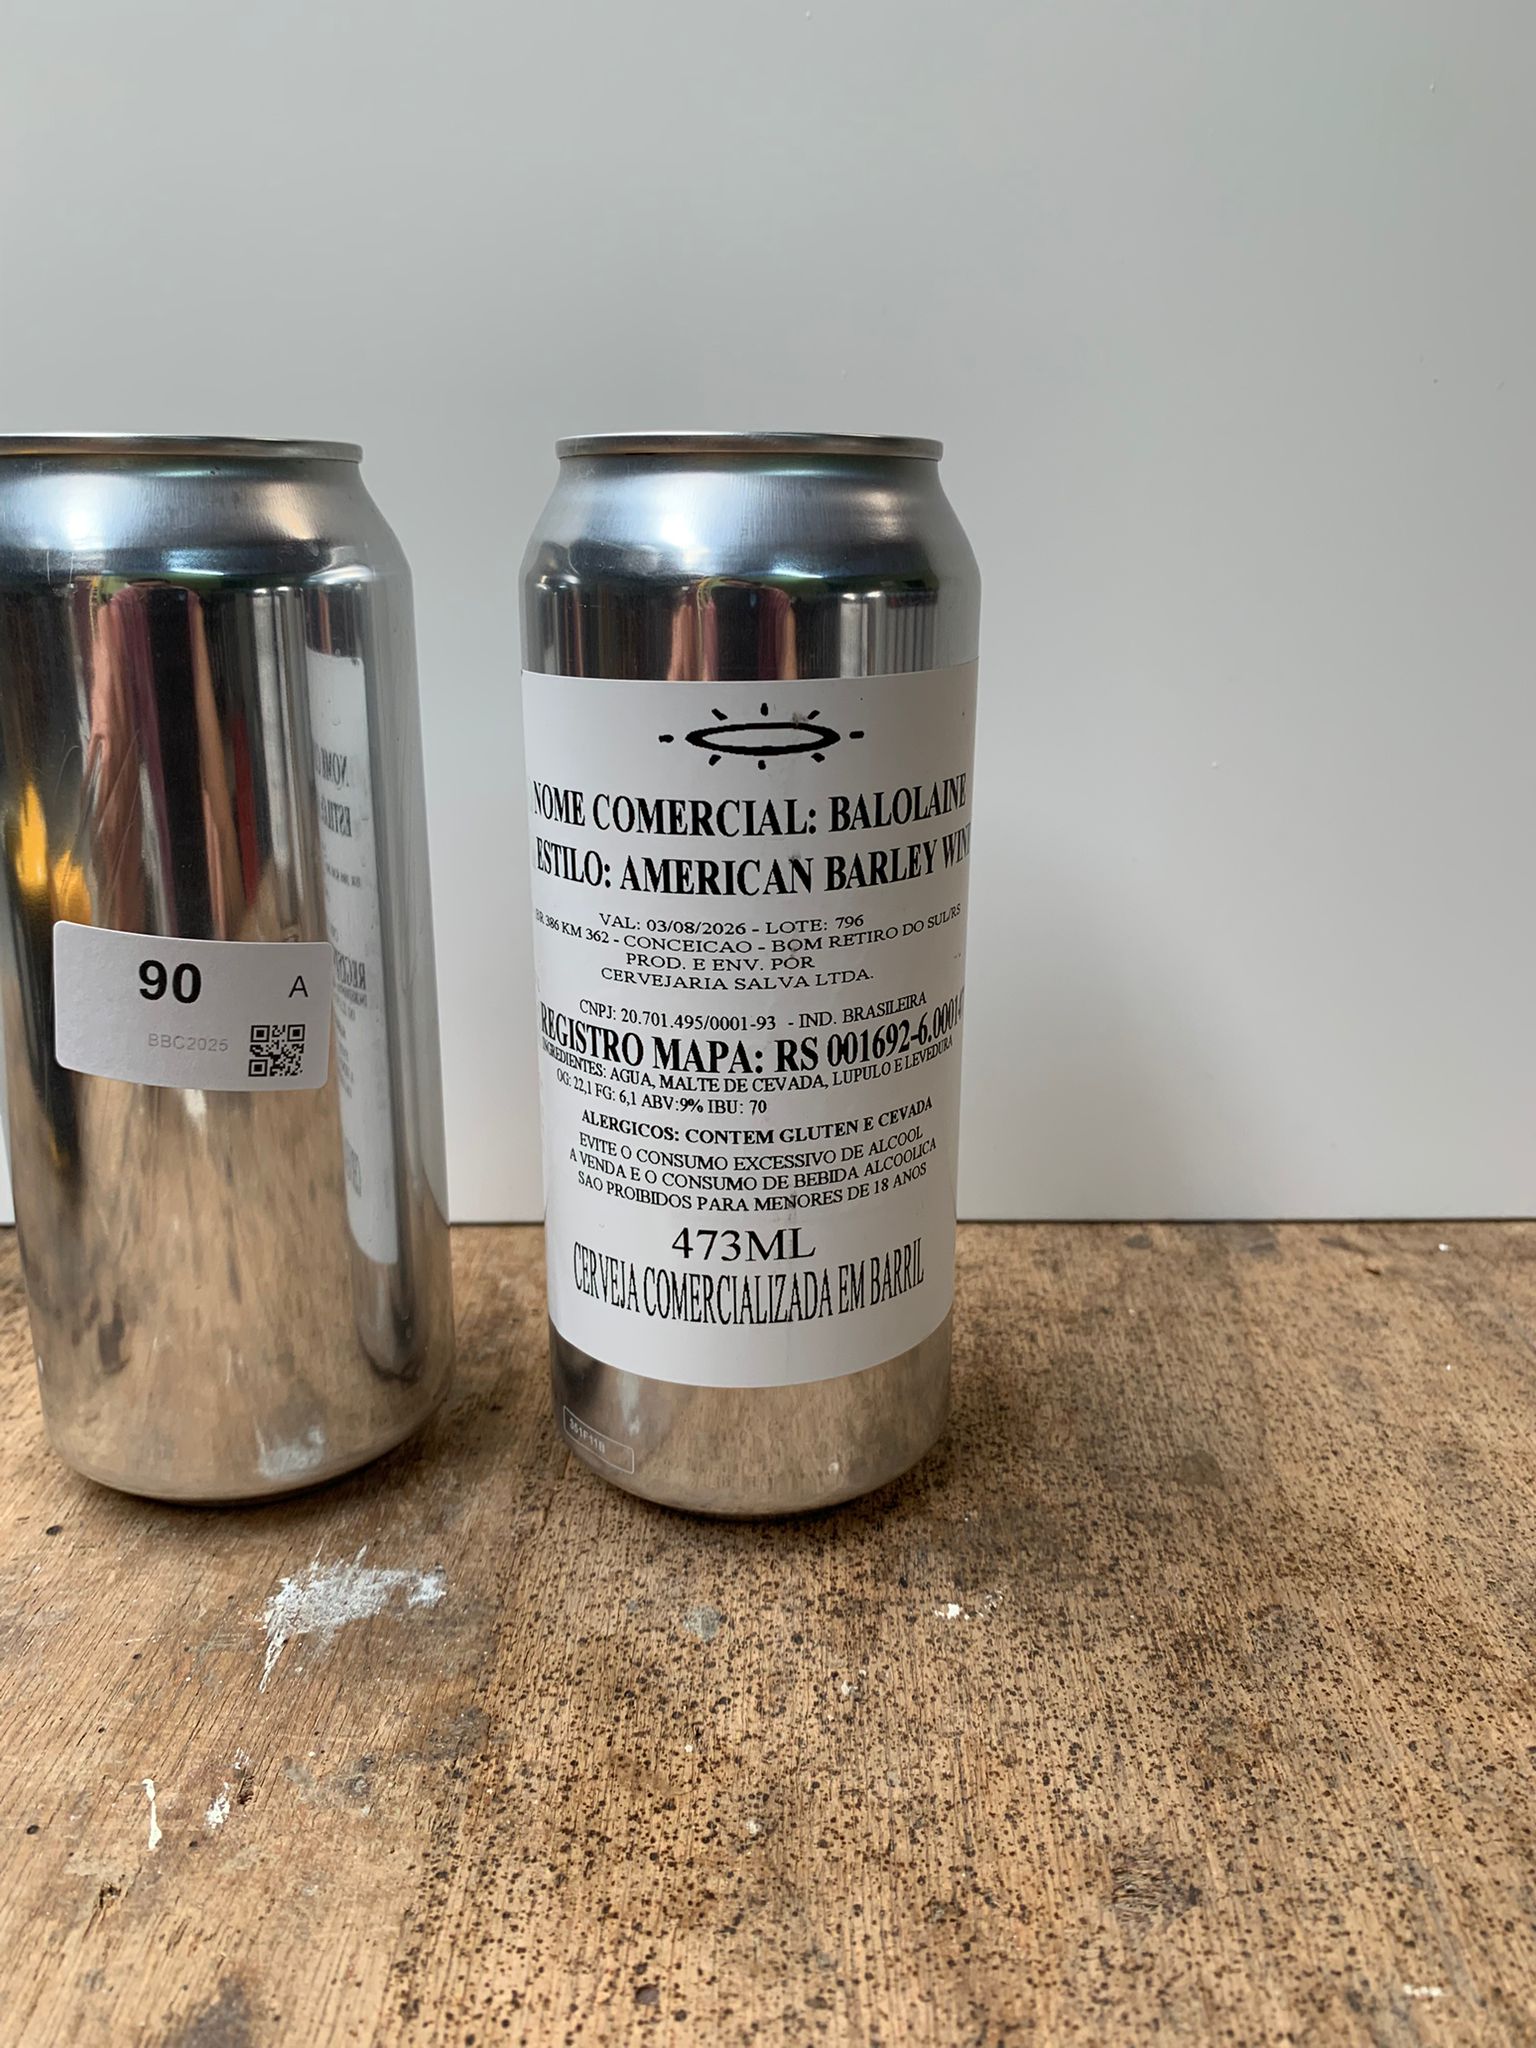 90 A
BBC2025
NOME COMERCIAL: BALOLAINE
ESTILO: AMERICAN BARLEY WINE
VAL: 03/08/2026 - LOTE: 796
BR 386 KM 362 - CONCEICAO - BOM RETIRO DO SUL/RS
PROD. E ENV. POR
CERVEJARIA SALVA LTDA.
CNPJ: 20.701.495/0001-93 - IND. BRASILEIRA
REGISTRO MAPA: RS 001692-6.00014
INGREDIENTES: AGUA, MALTE DE CEVADA, LUPULO E LEVEDURA
OG: 22,1 FG: 6,1 ABV:9% IBU: 70
ALERGICOS: CONTEM GLUTEN E CEVADA
EVITE O CONSUMO EXCESSIVO DE ALCOOL
A VENDA E O CONSUMO DE BEBIDA ALCOOLICA
SAO PROIBIDOS PARA MENORES DE 18 ANOS
473ML
CERVEJA COMERCIALIZADA EM BARRIL